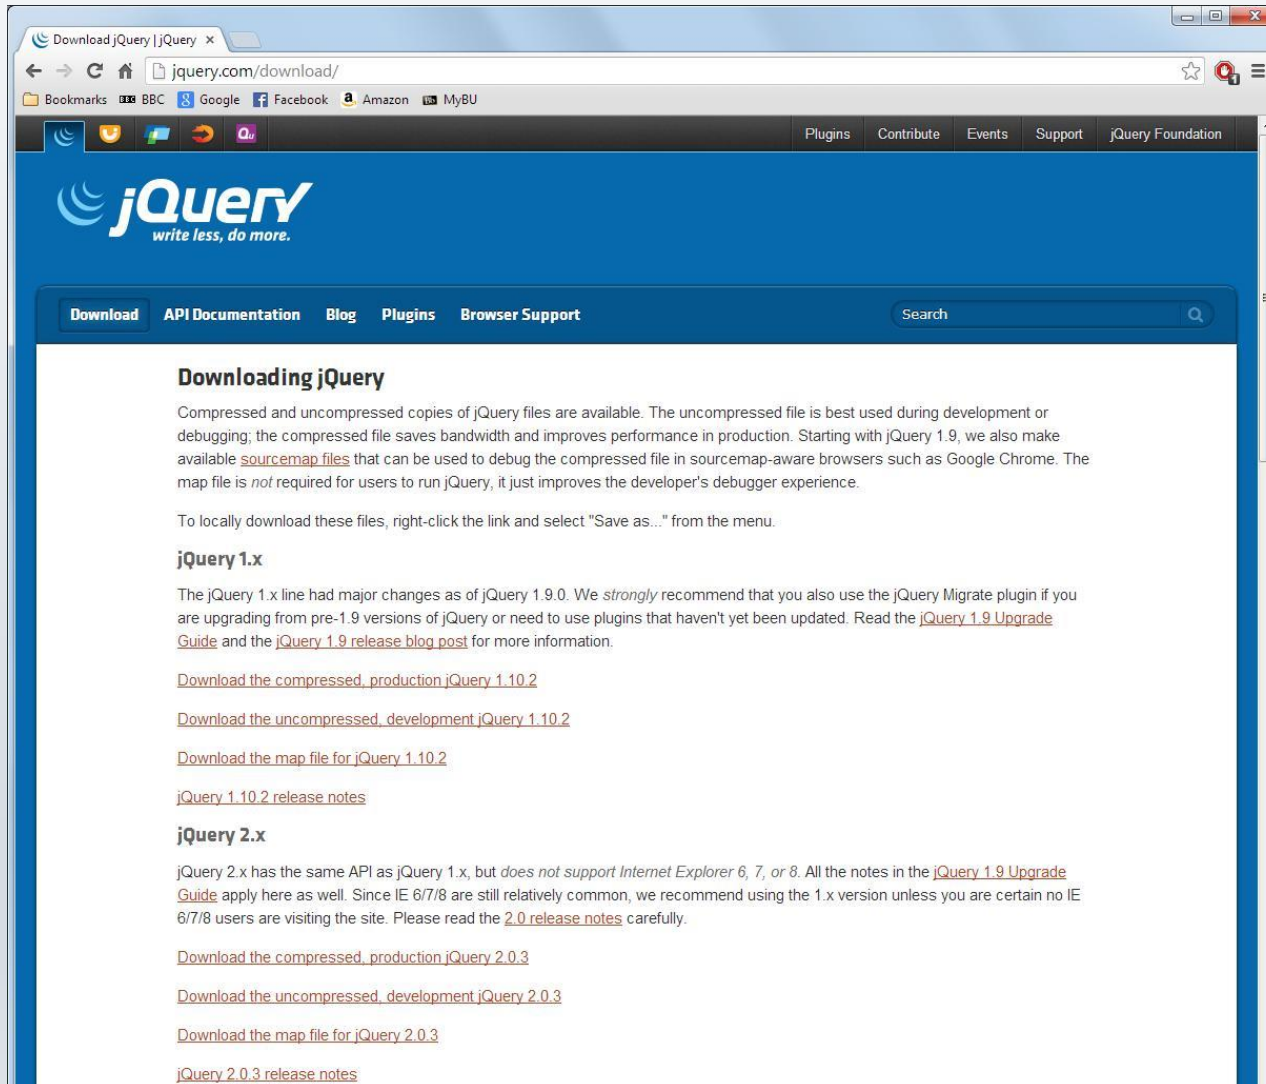 Download jQuery | jQuery
jquery.com/download/
1
Bookmarks BBC BBC Google Facebook a Amazon MyBU
Qu Plugins Contribute Events Support jQuery Foundation
jQuery
write less, do more.
Download API Documentation Blog Plugins Browser Support Search
Downloading jQuery
Compressed and uncompressed copies of jQuery files are available. The uncompressed file is best used during development or
debugging; the compressed file saves bandwidth and improves performance in production. Starting with jQuery 1.9, we also make
available sourcemap files that can be used to debug the compressed file in sourcemap-aware browsers such as Google Chrome. The
map file is not required for users to run jQuery, it just improves the developer's debugger experience.
To locally download these files, right-click the link and select "Save as..." from the menu.
jQuery 1.x
The jQuery 1.x line had major changes as of jQuery 1.9.0. We strongly recommend that you also use the jQuery Migrate plugin if you
are upgrading from pre-1.9 versions of jQuery or need to use plugins that haven't yet been updated. Read the jQuery 1.9 Upgrade
Guide and the jQuery 1.9 release blog post for more information.
Download the compressed, production jQuery 1.10.2
Download the uncompressed, development jQuery 1.10.2
Download the map file for jQuery 1.10.2
jQuery 1.10.2 release notes
jQuery 2.x
jQuery 2.x has the same API as jQuery 1.x, but does not support Internet Explorer 6, 7, or 8. All the notes in the jQuery 1.9 Upgrade
Guide apply here as well. Since IE 6/7/8 are still relatively common, we recommend using the 1.x version unless you are certain no IE
6/7/8 users are visiting the site. Please read the 2.0 release notes carefully.
Download the compressed, production jQuery 2.0.3
Download the uncompressed, development jQuery 2.0.3
Download the map file for jQuery 2.0.3
jQuery 2.0.3 release notes